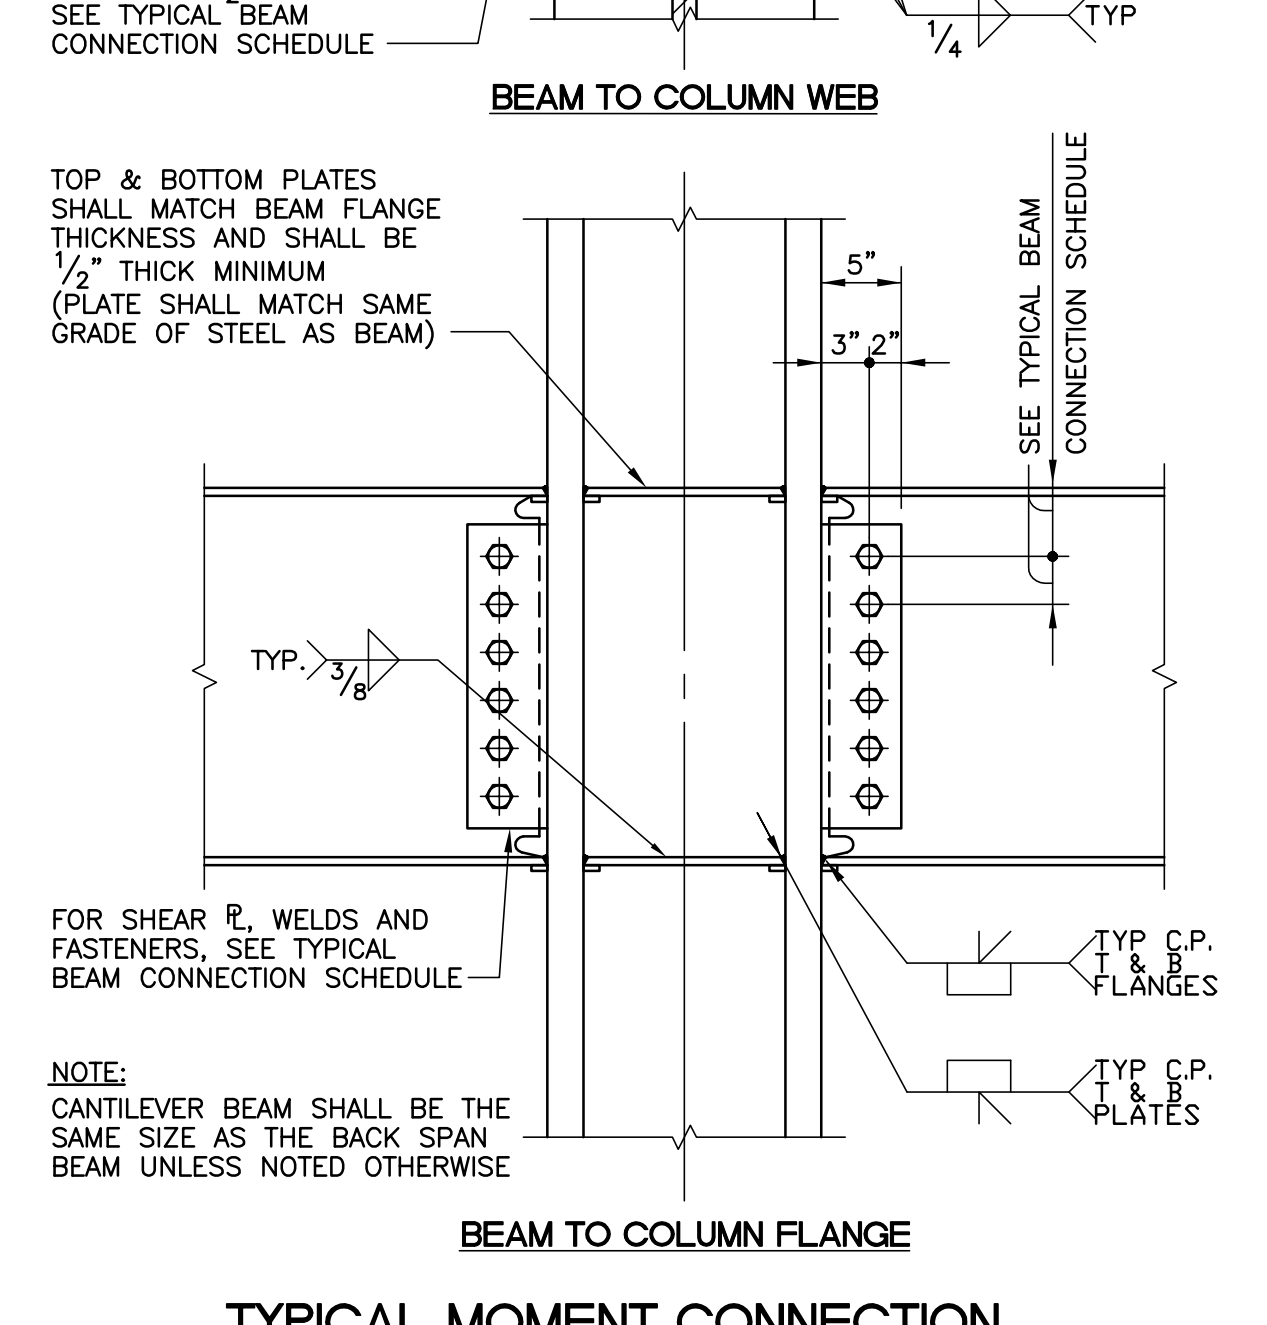 SEE TYPICAL BEAM
CONNECTION SCHEDULE
1/4
TYP
BEAM TO COLUMN WEB
TOP & BOTTOM PLATES
SHALL MATCH BEAM FLANGE
THICKNESS AND SHALL BE
1/2" THICK MINIMUM
(PLATE SHALL MATCH SAME
GRADE OF STEEL AS BEAM)
5"
3" 2"
SEE TYPICAL BEAM
CONNECTION SCHEDULE
TYP.
3/8
FOR SHEAR ℙL, WELDS AND
FASTENERS, SEE TYPICAL
BEAM CONNECTION SCHEDULE
TYP C.P.
T & B
FLANGES
NOTE:
CANTILEVER BEAM SHALL BE THE
SAME SIZE AS THE BACK SPAN
BEAM UNLESS NOTED OTHERWISE
TYP C.P.
T & B
PLATES
BEAM TO COLUMN FLANGE
TYPICAL MOMENT CONNECTION